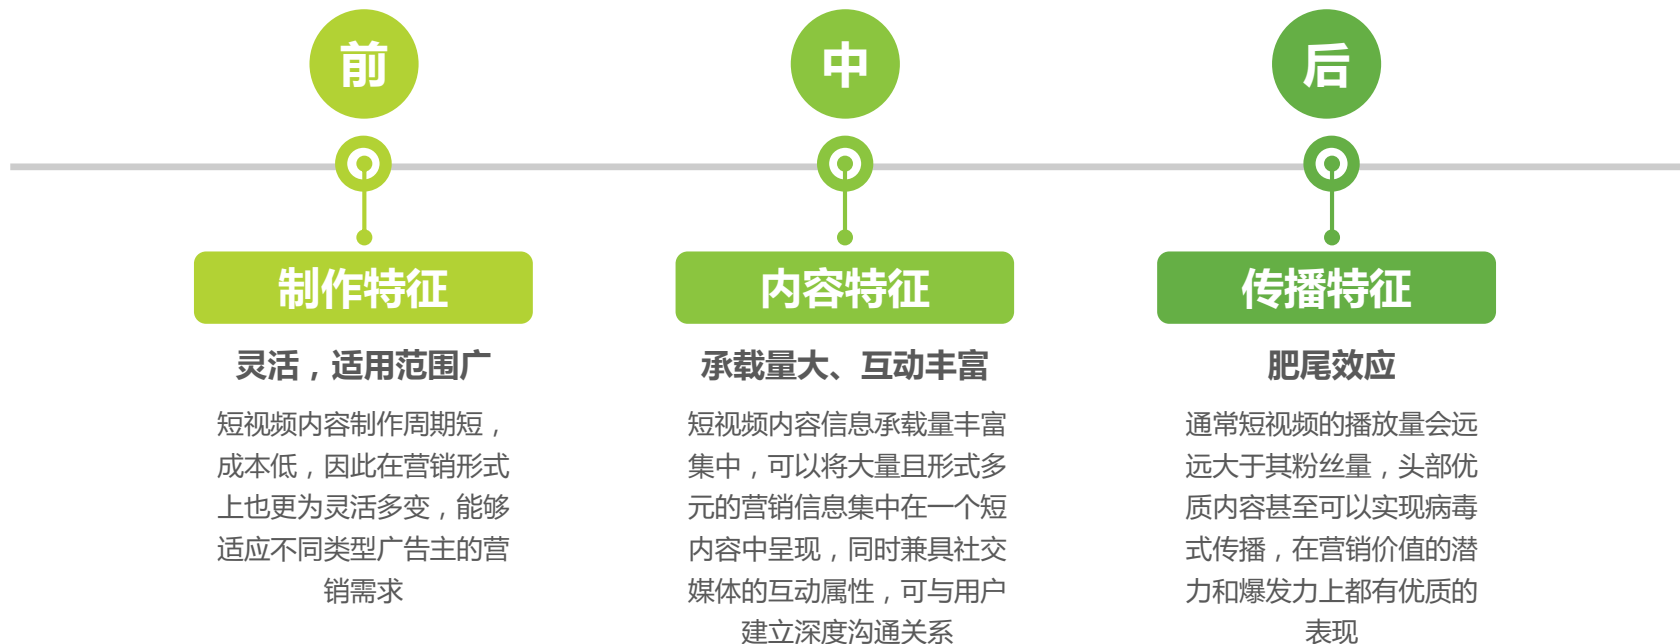 前
中
后
制作特征
内容特征
传播特征
灵活，适用范围广
短视频内容制作周期短，
成本低，因此在营销形式
上也更为灵活多变，能够
适应不同类型广告主的营
销需求
承载量大、互动丰富
短视频内容信息承载量丰富
集中，可以将大量且形式多
元的营销信息集中在一个短
内容中呈现，同时兼具社交
媒体的互动属性，可与用户
建立深度沟通关系
肥尾效应
通常短视频的播放量会远
远大于其粉丝量，头部优
质内容甚至可以实现病毒
式传播，在营销价值的潜
力和爆发力上都有优质的
表现